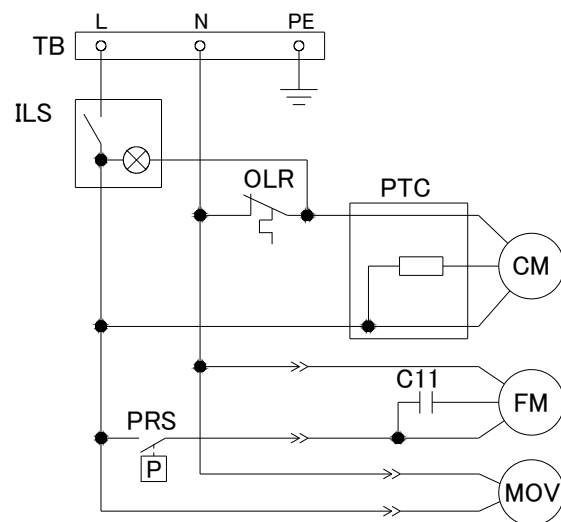 L N PE
TB
ILS
OLR
PTC
CM
C11
FM
PRS
P
MOV